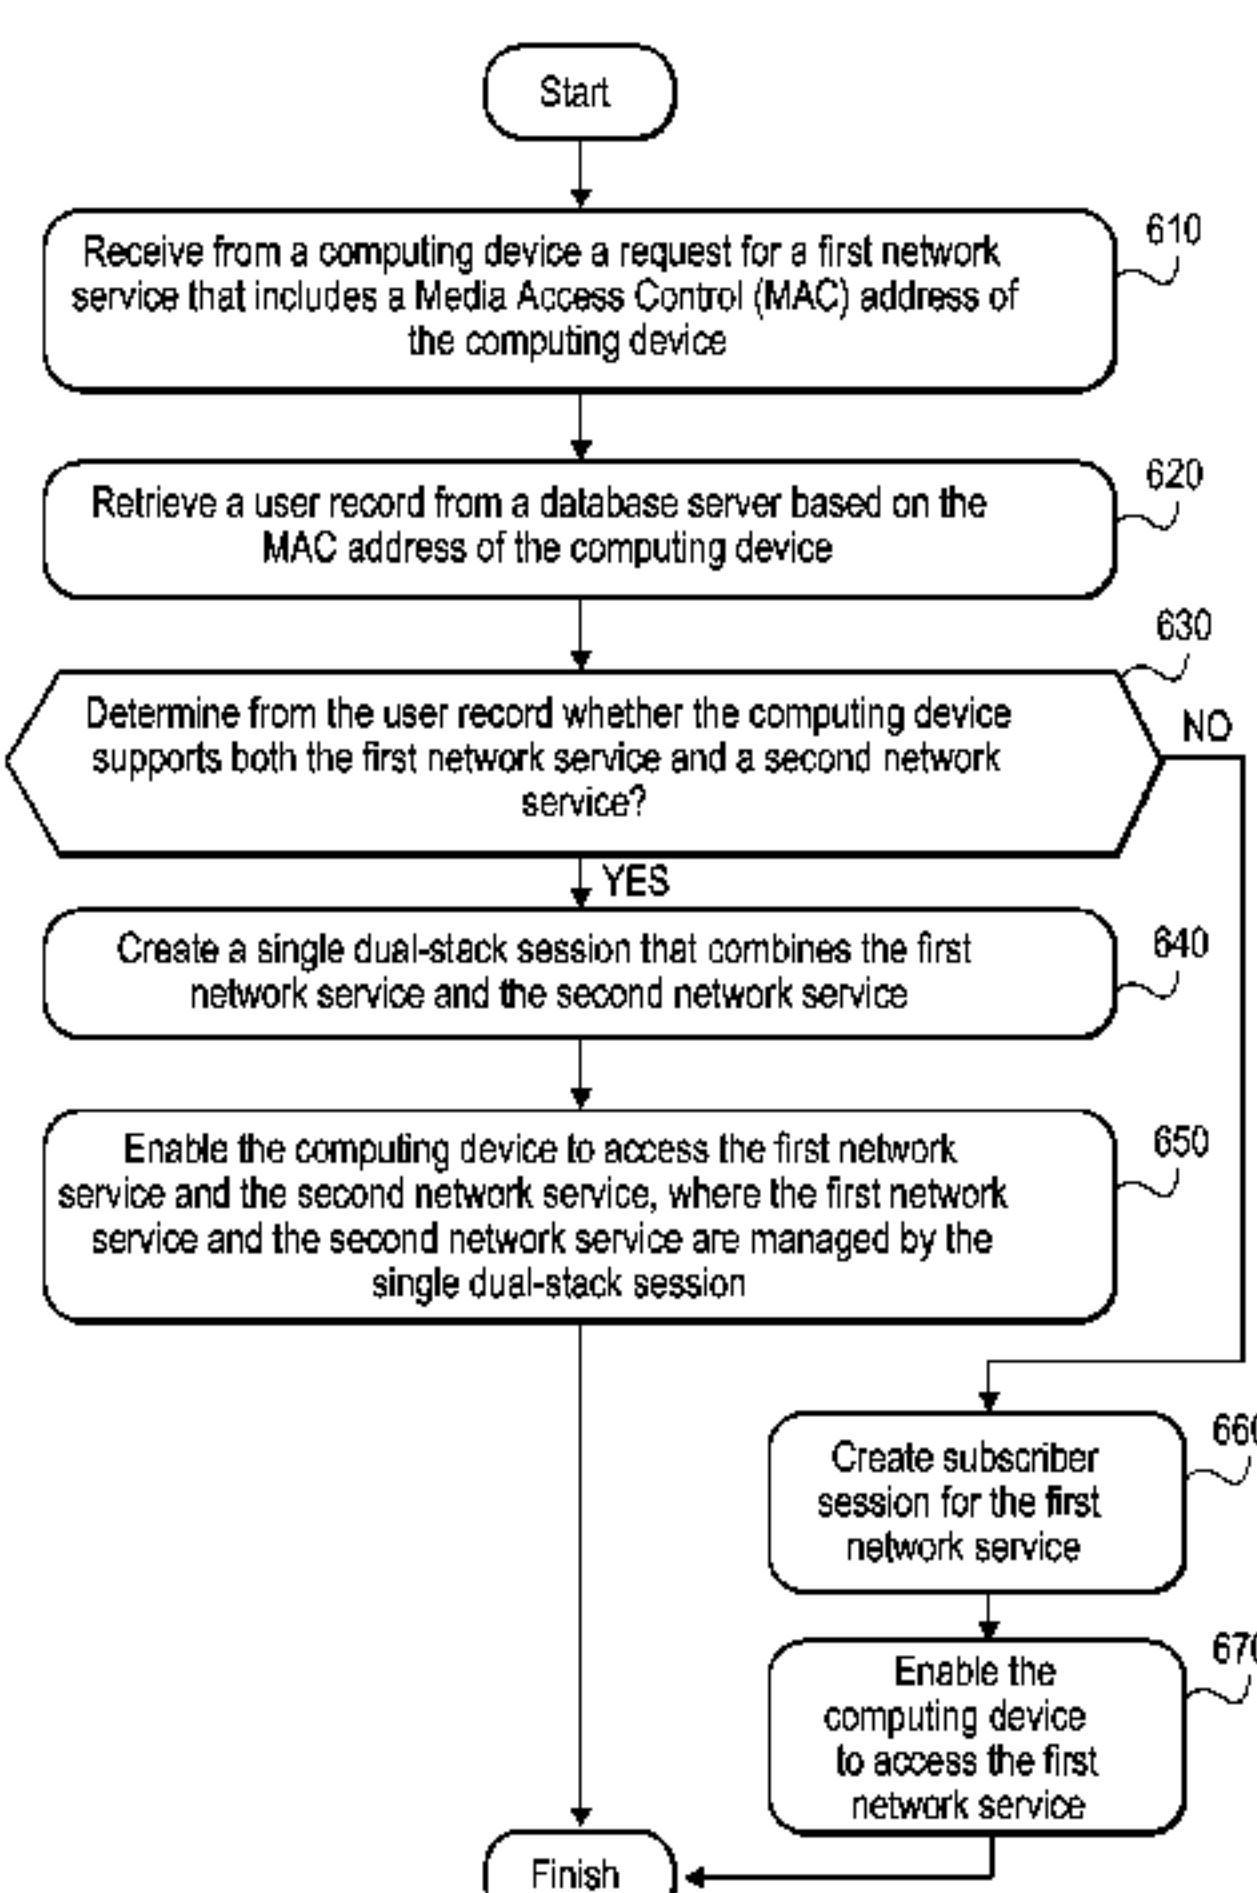 Start
610
Receive from a computing device a request for a first network
service that includes a Media Access Control (MAC) address of
the computing device
620
Retrieve a user record from a database server based on the
MAC address of the computing device
630
Determine from the user record whether the computing device
supports both the first network service and a second network
service?
NO
YES
640
Create a single dual-stack session that combines the first
network service and the second network service
650
Enable the computing device to access the first network
service and the second network service, where the first network
service and the second network service are managed by the
single dual-stack session
660
Create subscriber
session for the first
network service
670
Enable the
computing device
to access the first
network service
Finish